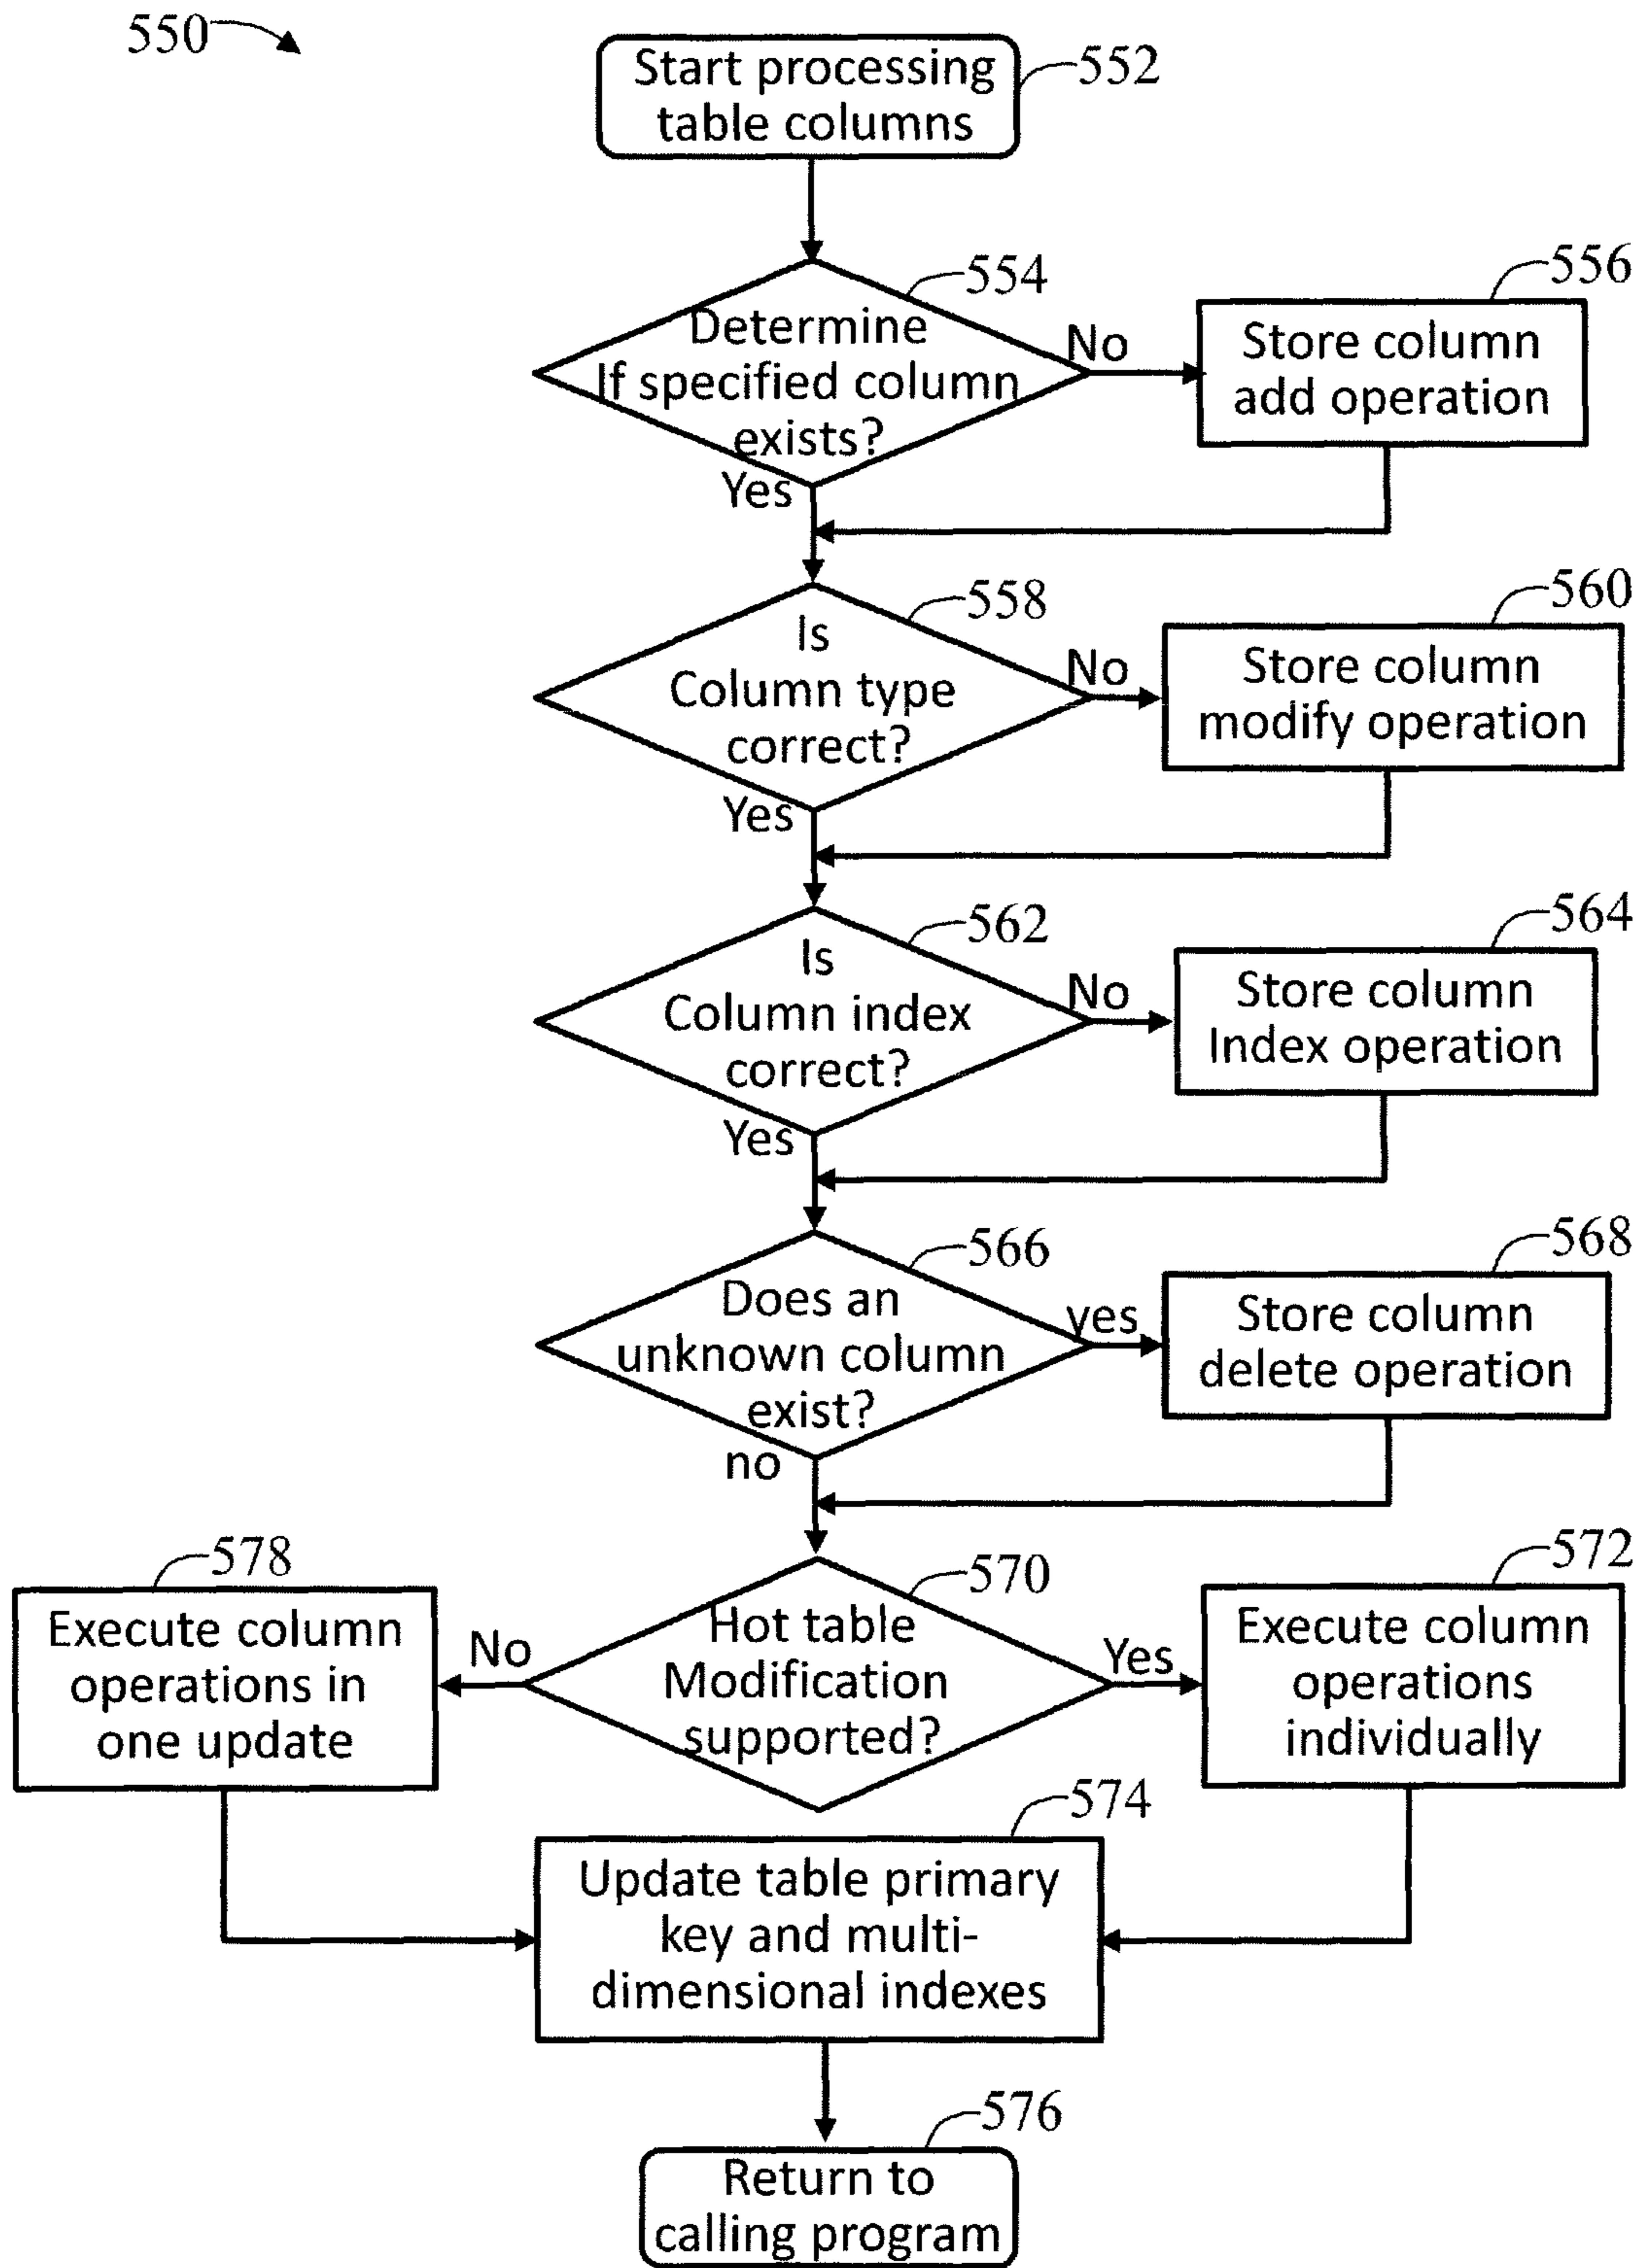 550
Start processing
table columns
552
554
Determine
If specified column
exists?
No
Yes
556
Store column
add operation
558
Is
Column type
correct?
No
Yes
560
Store column
modify operation
562
Is
Column index
correct?
No
Yes
564
Store column
Index operation
566
Does an
unknown column
exist?
yes
no
568
Store column
delete operation
570
Hot table
Modification
supported?
No
Yes
578
Execute column
operations in
one update
572
Execute column
operations
individually
574
Update table primary
key and multi-
dimensional indexes
576
Return to
calling program